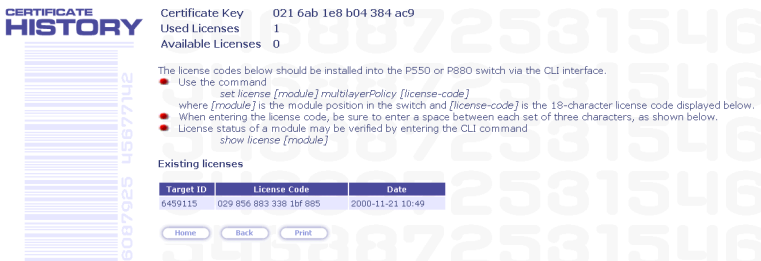 CERTIFICATE
HISTORY
Certificate Key 021 6ab 1e8 b04 384 ac9
Used Licenses 1
Available Licenses 0
The license codes below should be installed into the P550 or P880 switch via the CLI interface.
Use the command
set license [module] multilayerPolicy [license-code]
where [module] is the module position in the switch and [license-code] is the 18-character license code displayed below.
When entering the license code, be sure to enter a space between each set of three characters, as shown below.
License status of a module may be verified by entering the CLI command
show license [module]
Existing licenses
Target ID License Code Date
6459115 029 856 883 338 1bf 885 2000-11-21 10:49
Home Back Print
6087925 45677142